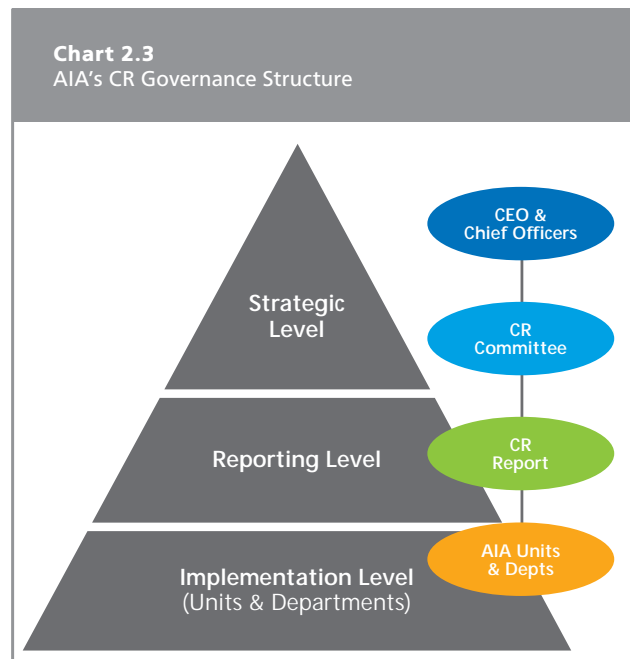 Chart 2.3
AIA's CR Governance Structure
CEO &
Chief Officers
Strategic
Level
CR
Committee
Reporting Level
CR
Report
Implementation Level
(Units & Departments)
AIA Units
& Depts